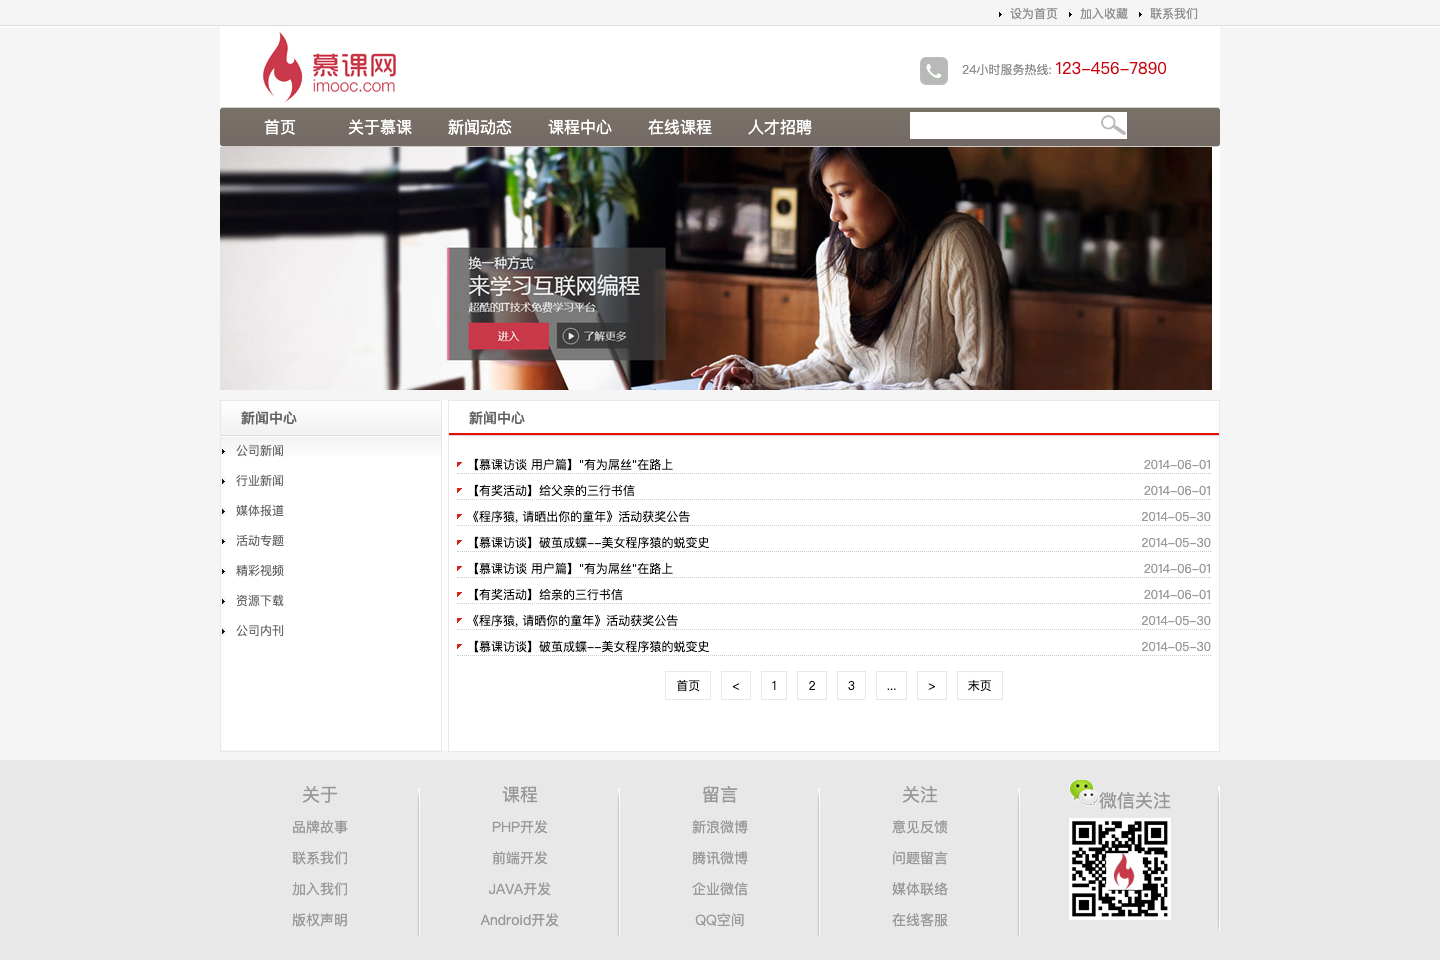 设为首页 加入收藏 联系我们
慕课网
imooc.com
24小时服务热线: 123-456-7890
首页 关于慕课 新闻动态 课程中心 在线课程 人才招聘
换一种方式
来学习互联网编程
超酷的IT技术免费学习平台
进入 了解更多
新闻中心
公司新闻
行业新闻
媒体报道
活动专题
精彩视频
资源下载
公司内刊
新闻中心
【慕课访谈 用户篇】"有为屌丝"在路上 2014-06-01
【有奖活动】给父亲的三行书信 2014-06-01
《程序猿, 请晒出你的童年》活动获奖公告 2014-05-30
【慕课访谈】破茧成蝶--美女程序猿的蜕变史 2014-05-30
【慕课访谈 用户篇】"有为屌丝"在路上 2014-06-01
【有奖活动】给亲的三行书信 2014-06-01
《程序猿, 请晒你的童年》活动获奖公告 2014-05-30
【慕课访谈】破茧成蝶--美女程序猿的蜕变史 2014-05-30
首页 < 1 2 3 ... > 末页
关于
品牌故事
联系我们
加入我们
版权声明
课程
PHP开发
前端开发
JAVA开发
Android开发
留言
新浪微博
腾讯微博
企业微信
QQ空间
关注
意见反馈
问题留言
媒体联络
在线客服
微信关注